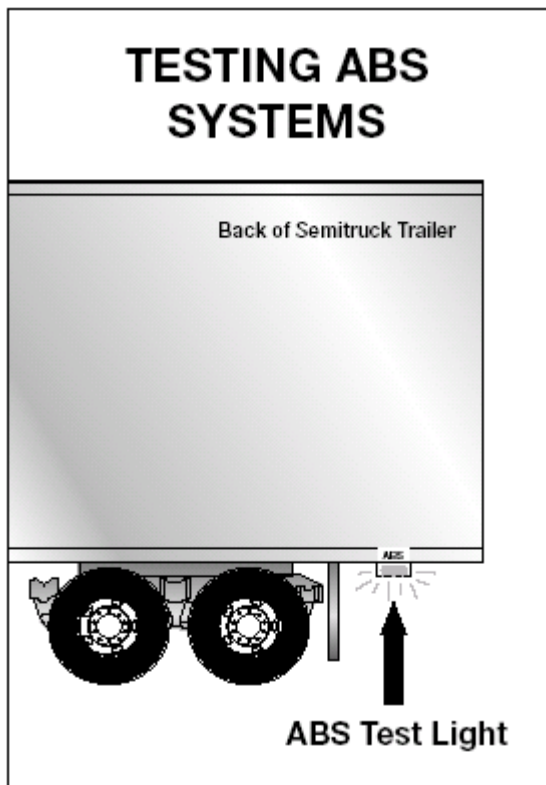 TESTING ABS
SYSTEMS
Back of Semitruck Trailer
ABS
ABS Test Light